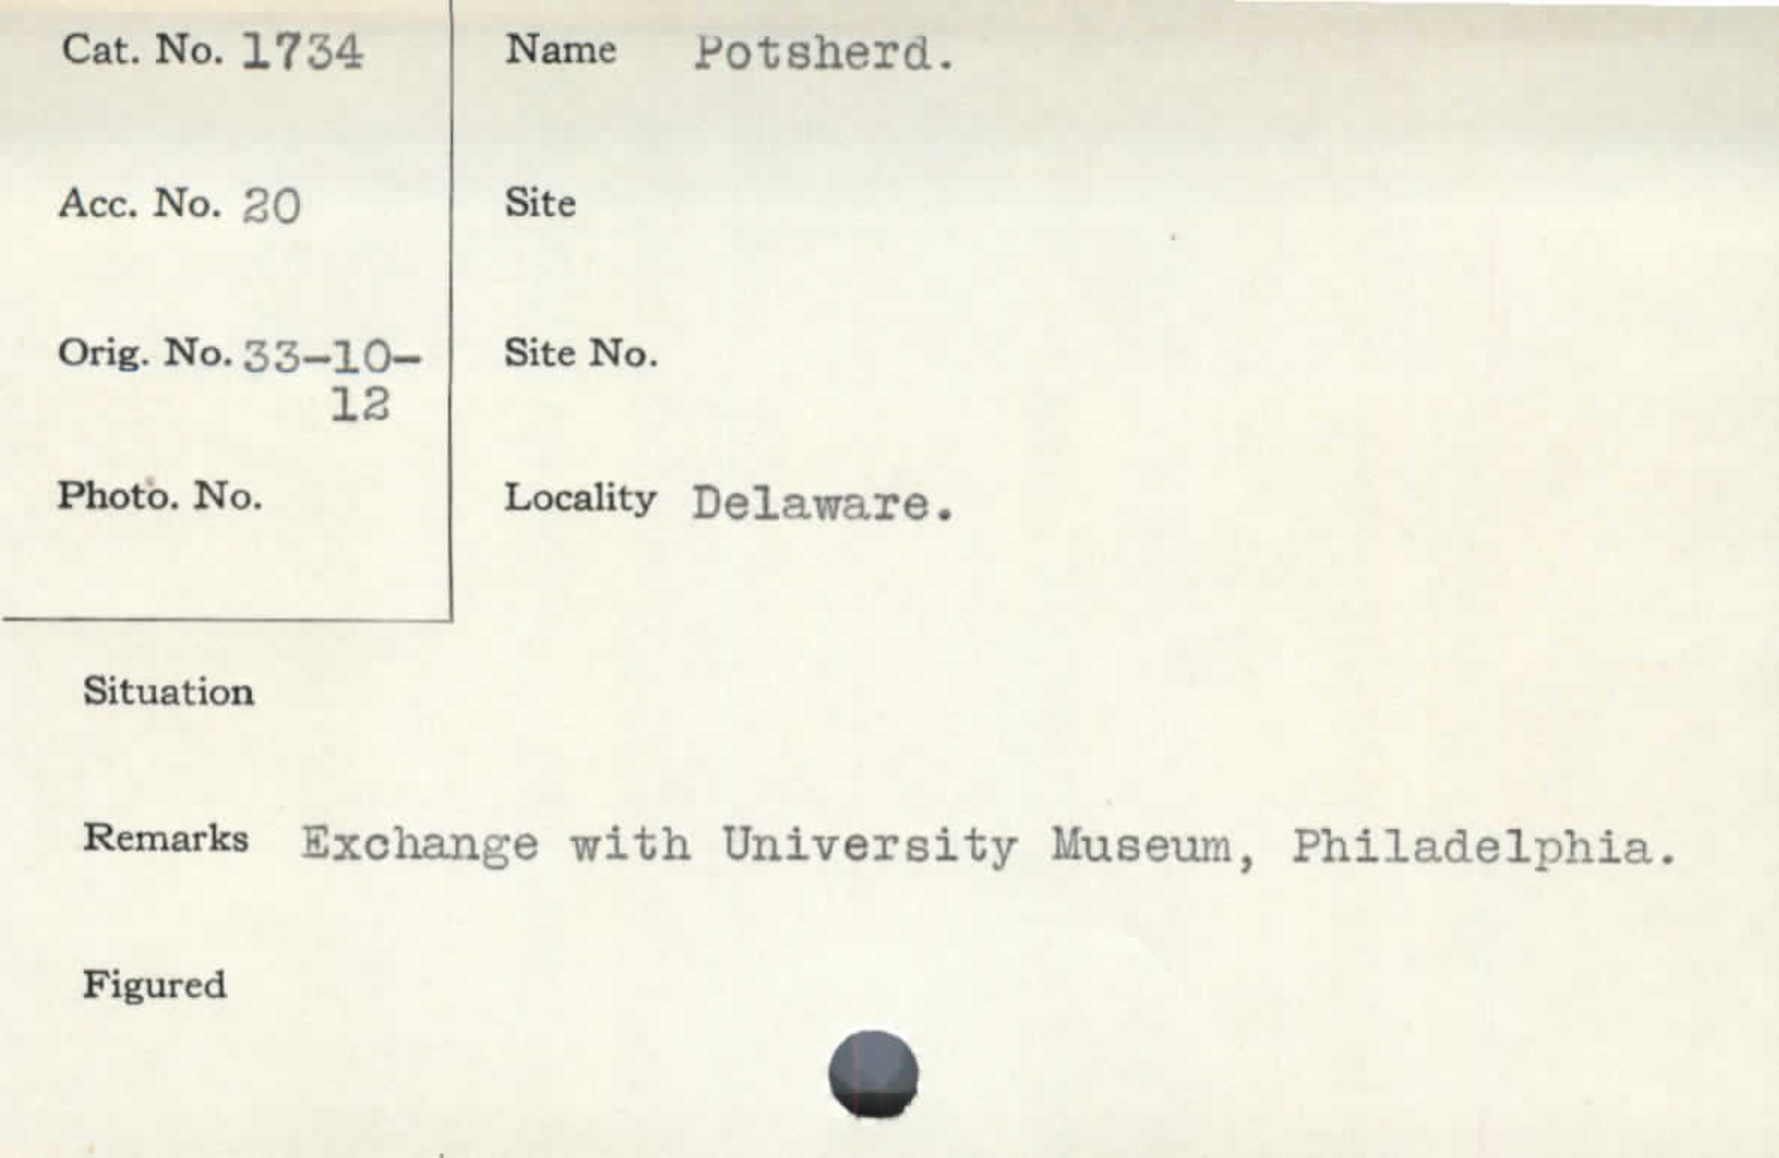 Cat. No. 1734
Acc. No. 20
Orig. No. 33-10-
12
Photo. No.
Name Potsherd.
Site
Site No.
Locality Delaware.
Situation
Remarks Exchange with University Museum, Philadelphia.
Figured